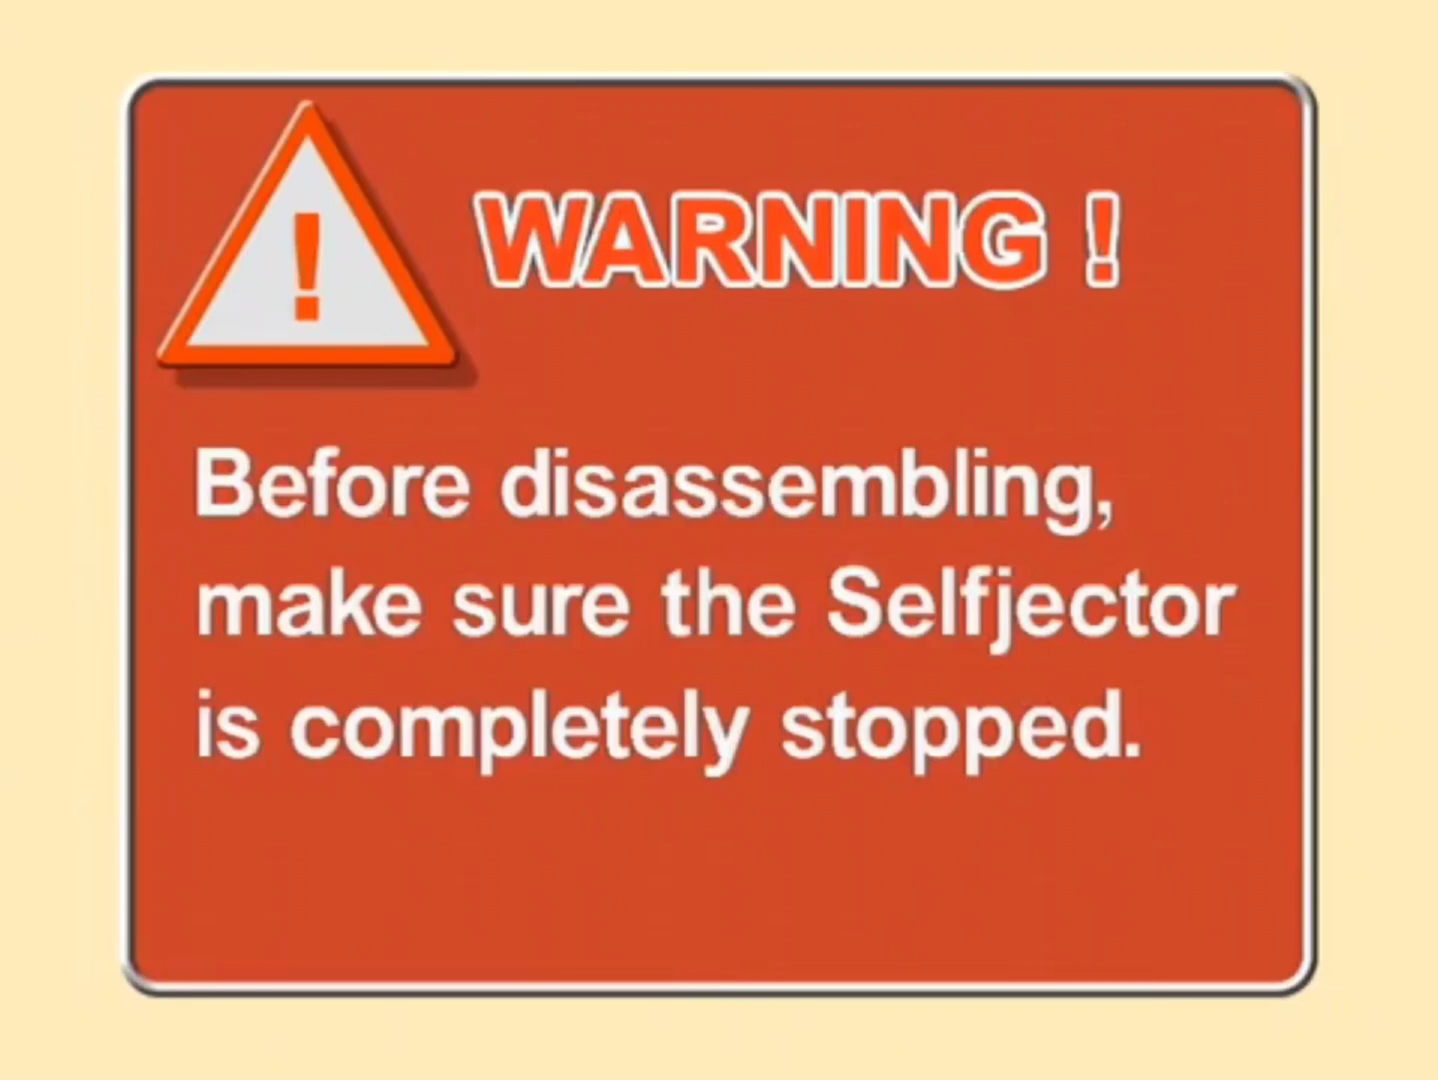 !
WARNING !
Before disassembling,
make sure the Selfjector
is completely stopped.